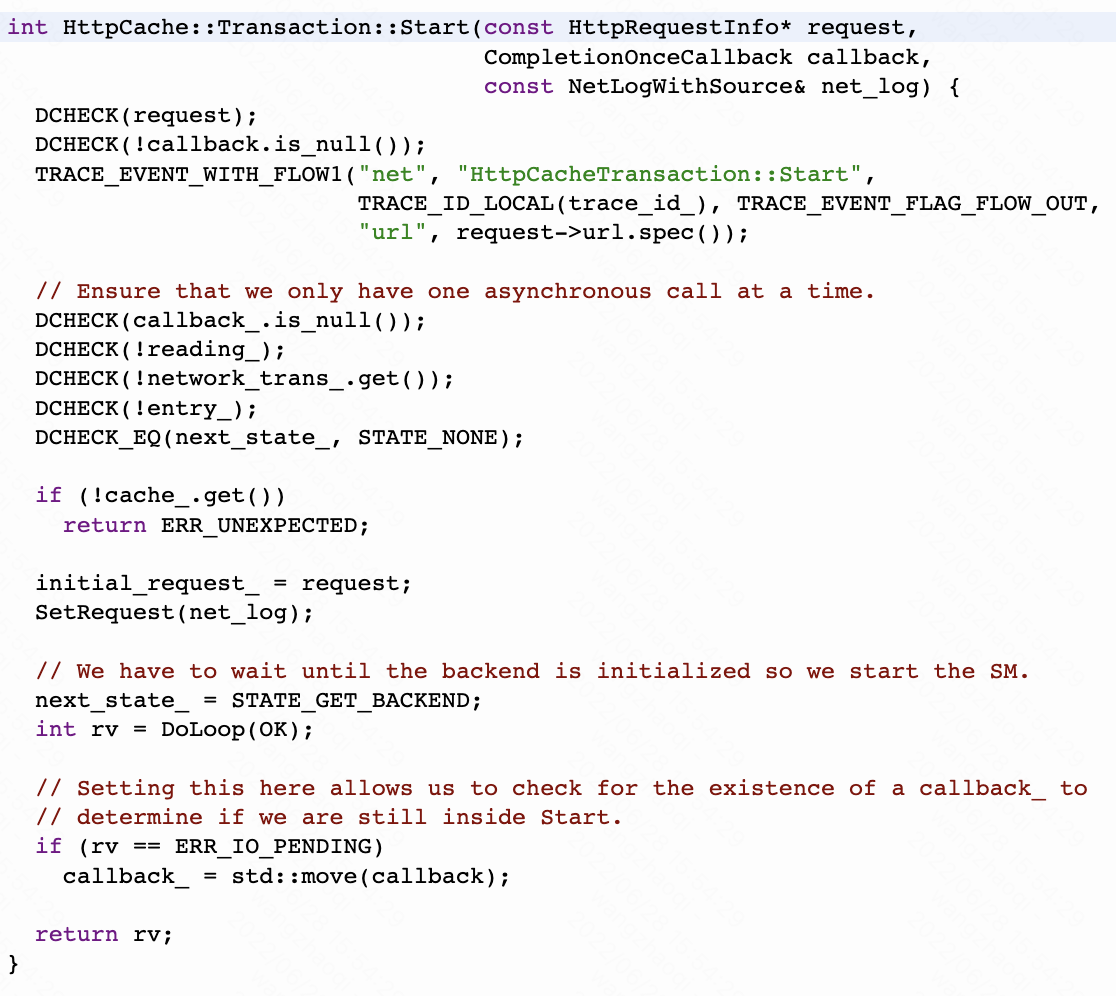 int HttpCache::Transaction::Start(const HttpRequestInfo* request,
                                  CompletionOnceCallback callback,
                                  const NetLogWithSource& net_log) {
  DCHECK(request);
  DCHECK(!callback.is_null());
  TRACE_EVENT_WITH_FLOW1("net", "HttpCacheTransaction::Start",
                         TRACE_ID_LOCAL(trace_id_), TRACE_EVENT_FLAG_FLOW_OUT,
                         "url", request->url.spec());

  // Ensure that we only have one asynchronous call at a time.
  DCHECK(callback_.is_null());
  DCHECK(!reading_);
  DCHECK(!network_trans_.get());
  DCHECK(!entry_);
  DCHECK_EQ(next_state_, STATE_NONE);

  if (!cache_.get())
    return ERR_UNEXPECTED;

  initial_request_ = request;
  SetRequest(net_log);

  // We have to wait until the backend is initialized so we start the SM.
  next_state_ = STATE_GET_BACKEND;
  int rv = DoLoop(OK);

  // Setting this here allows us to check for the existence of a callback_ to
  // determine if we are still inside Start.
  if (rv == ERR_IO_PENDING)
    callback_ = std::move(callback);

  return rv;
}